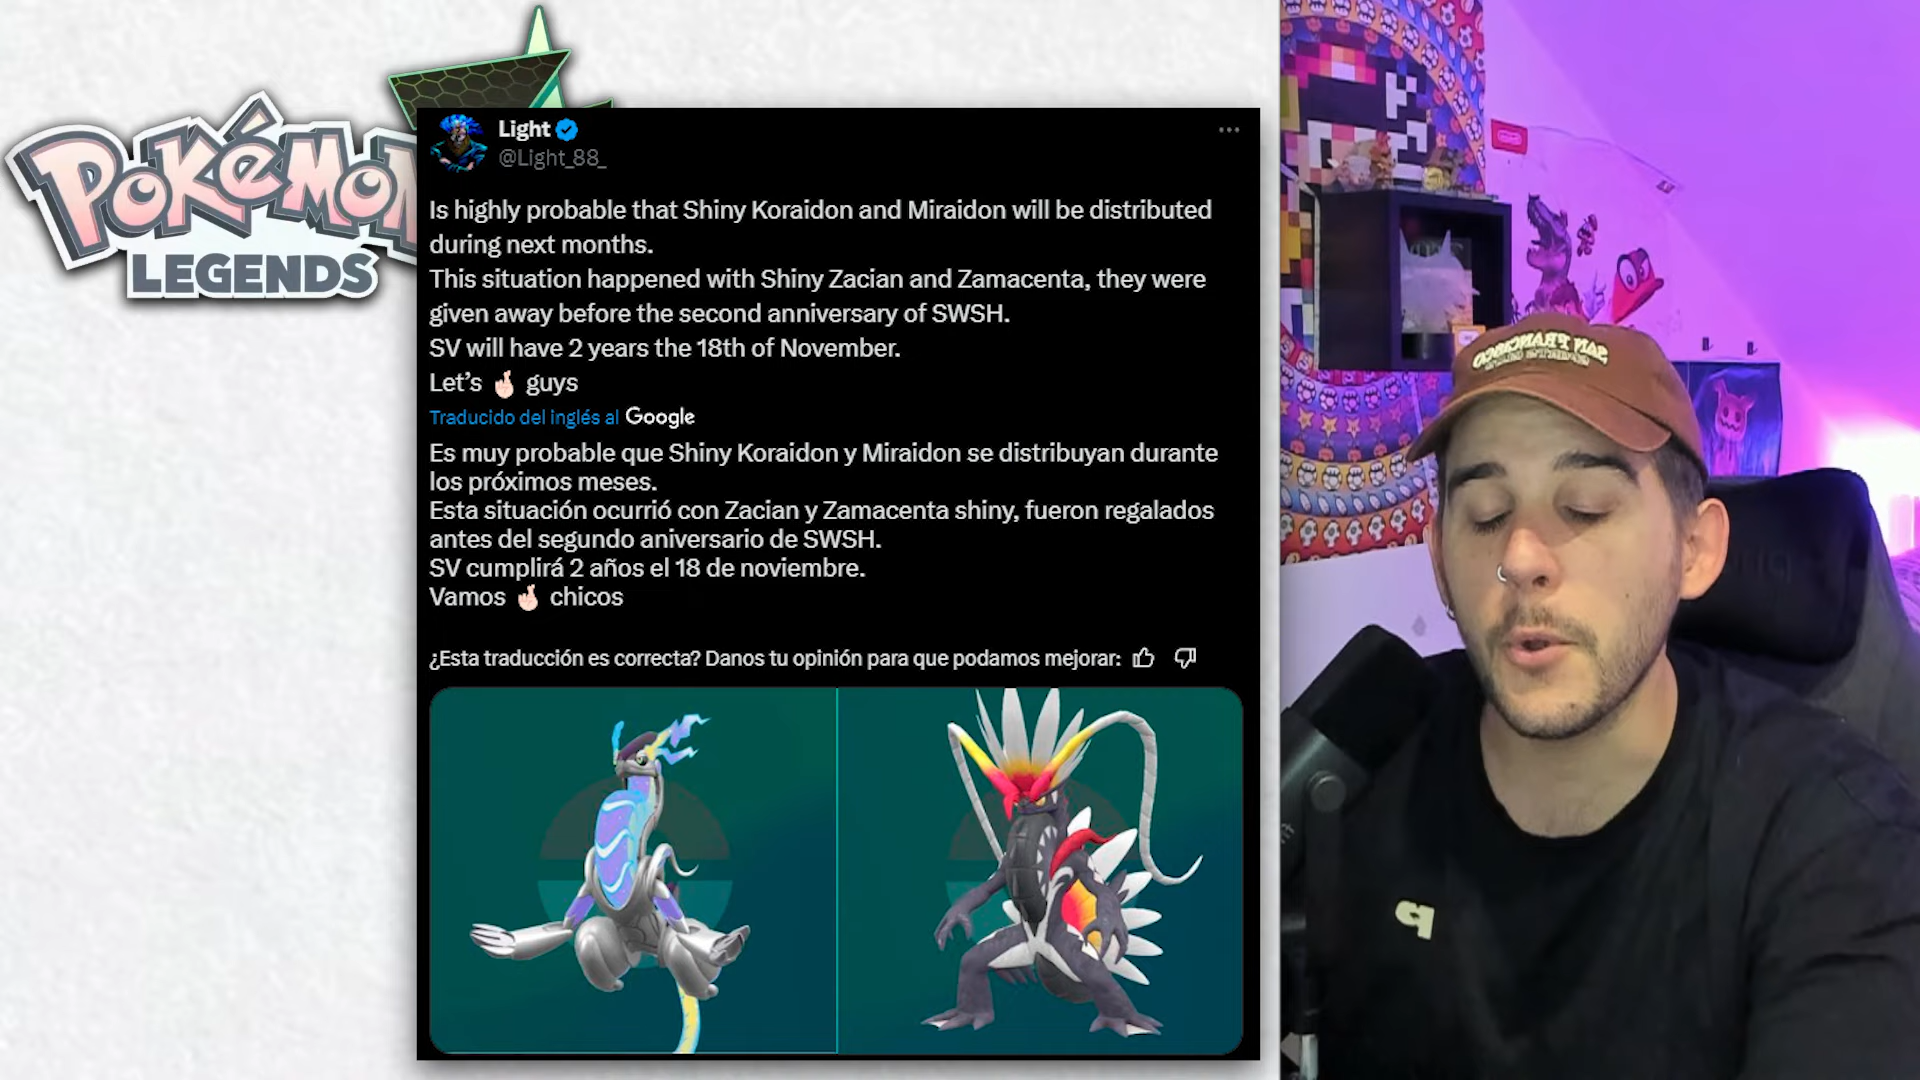 POKÉMON
LEGENDS
Light
@Light_88_
Is highly probable that Shiny Koraidon and Miraidon will be distributed
during next months.
This situation happened with Shiny Zacian and Zamacenta, they were
given away before the second anniversary of SWSH.
SV will have 2 years the 18th of November.
Let's 🤞🏻 guys
Traducido del inglés al Google
Es muy probable que Shiny Koraidon y Miraidon se distribuyan durante
los próximos meses.
Esta situación ocurrió con Zacian y Zamacenta shiny, fueron regalados
antes del segundo aniversario de SWSH.
SV cumplirá 2 años el 18 de noviembre.
Vamos 🤞🏻 chicos
¿Esta traducción es correcta? Danos tu opinión para que podamos mejorar:
SAN FRANCISCO